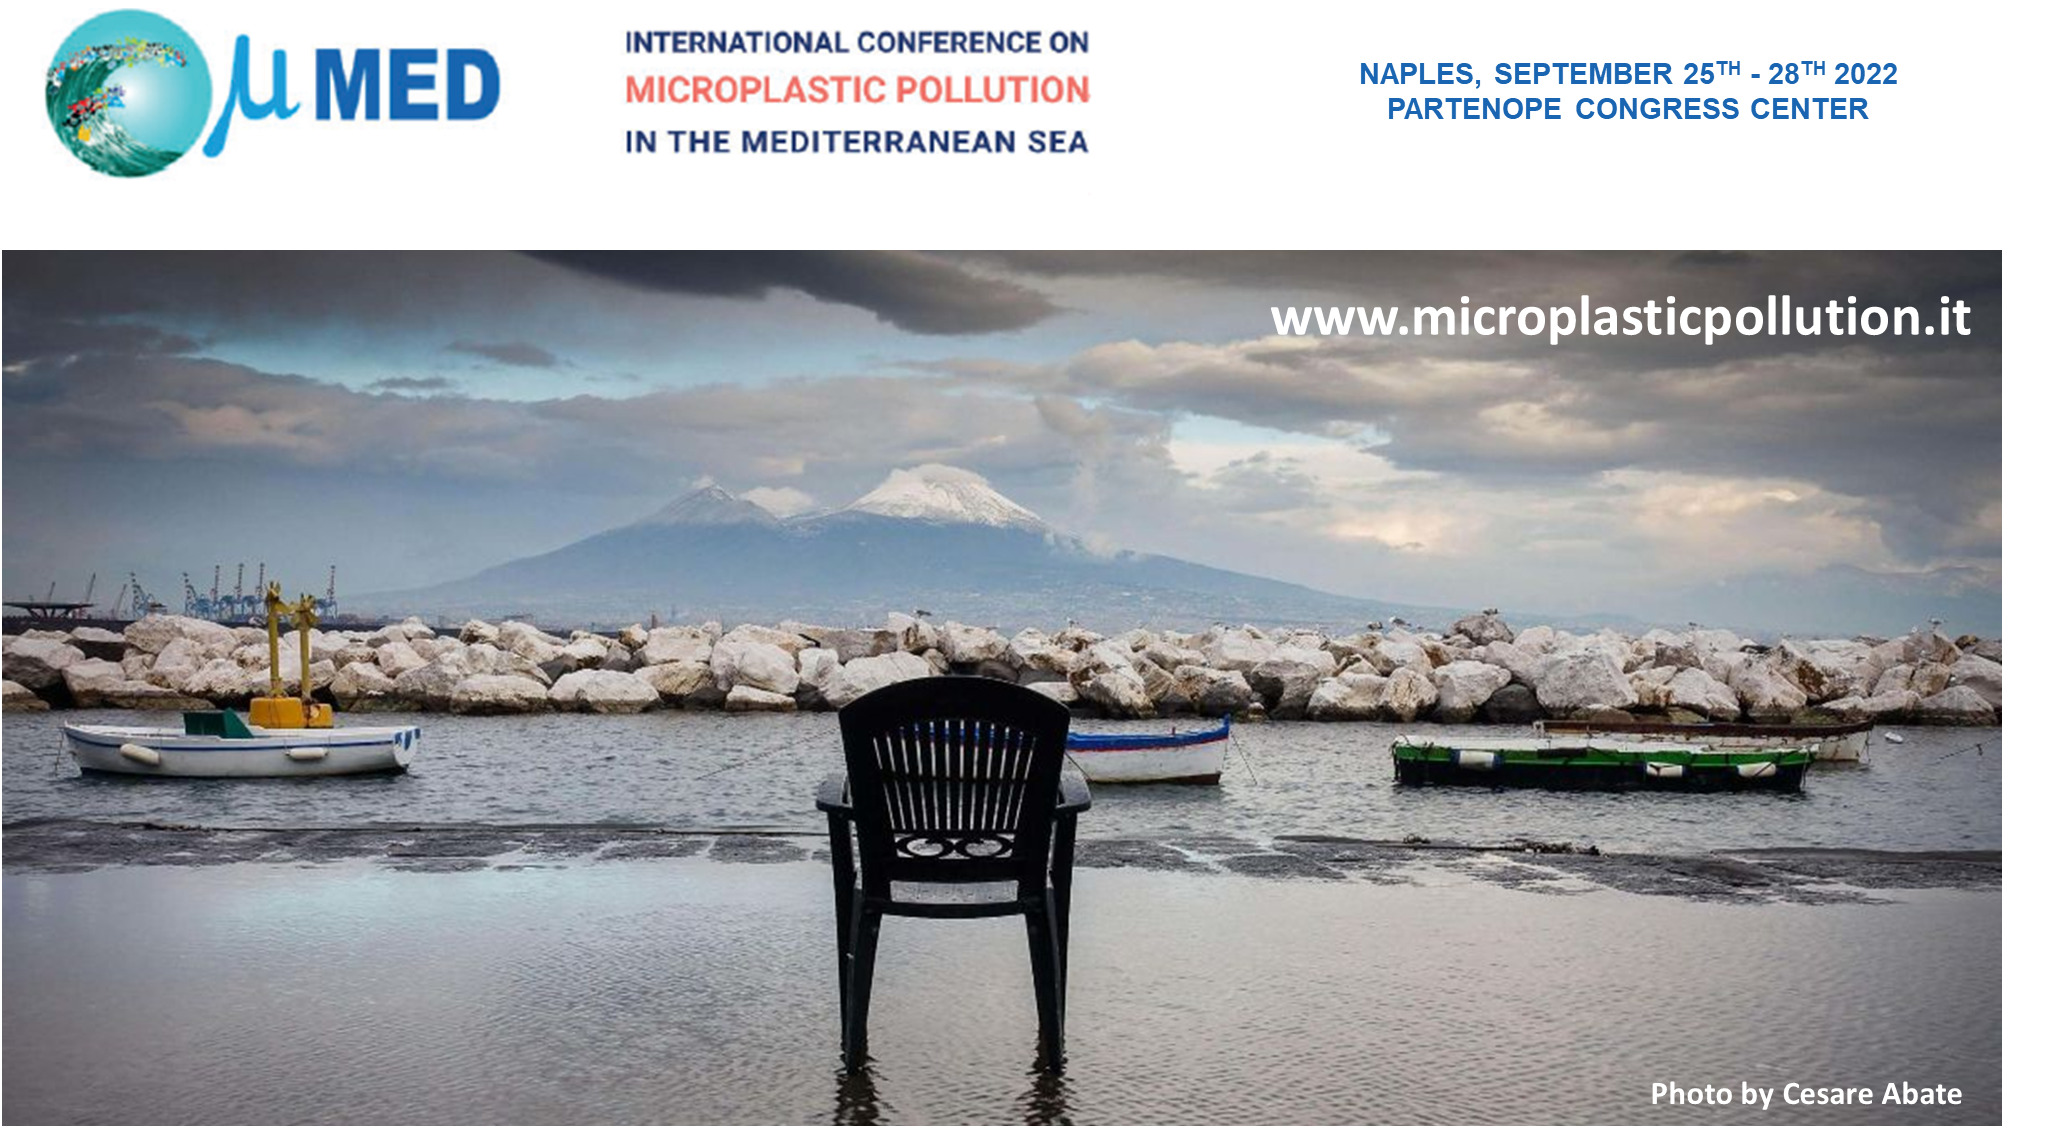 μ MED
INTERNATIONAL CONFERENCE ON
MICROPLASTIC POLLUTION
IN THE MEDITERRANEAN SEA
NAPLES, SEPTEMBER 25TH - 28TH 2022
PARTENOPE CONGRESS CENTER
www.microplasticpollution.it
Photo by Cesare Abate